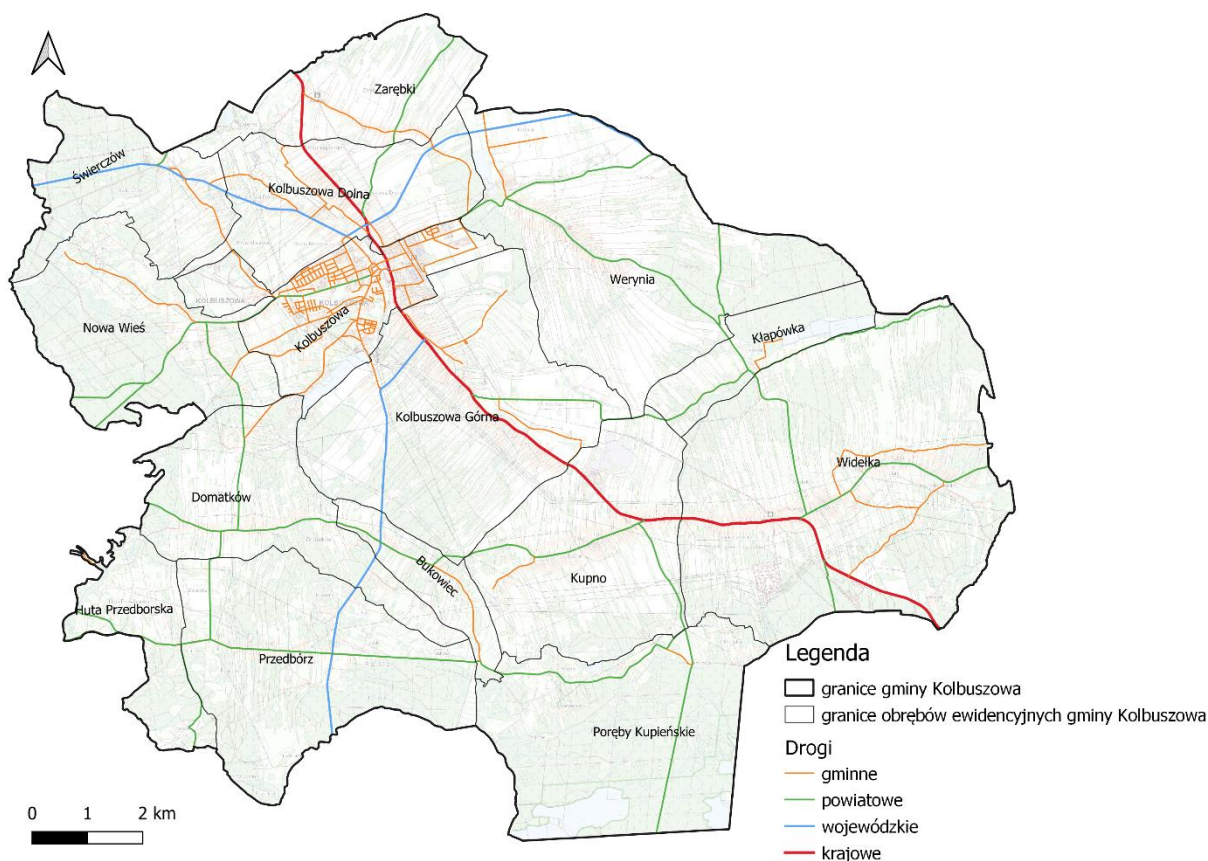 Zarębki
Świerczów
Kolbuszowa Dolna
Werynia
KOLBUSZOWA
Nowa Wieś
Kolbuszowa
Kłapówka
Kolbuszowa Górna
Widełka
Domatków
Bukowiec
Kupno
Huta Przedborska
Przedbórz
Poręby Kupieńskie
Legenda
granice gminy Kolbuszowa
granice obrębów ewidencyjnych gminy Kolbuszowa
Drogi
gminne
powiatowe
wojewódzkie
krajowe
0 1 2 km